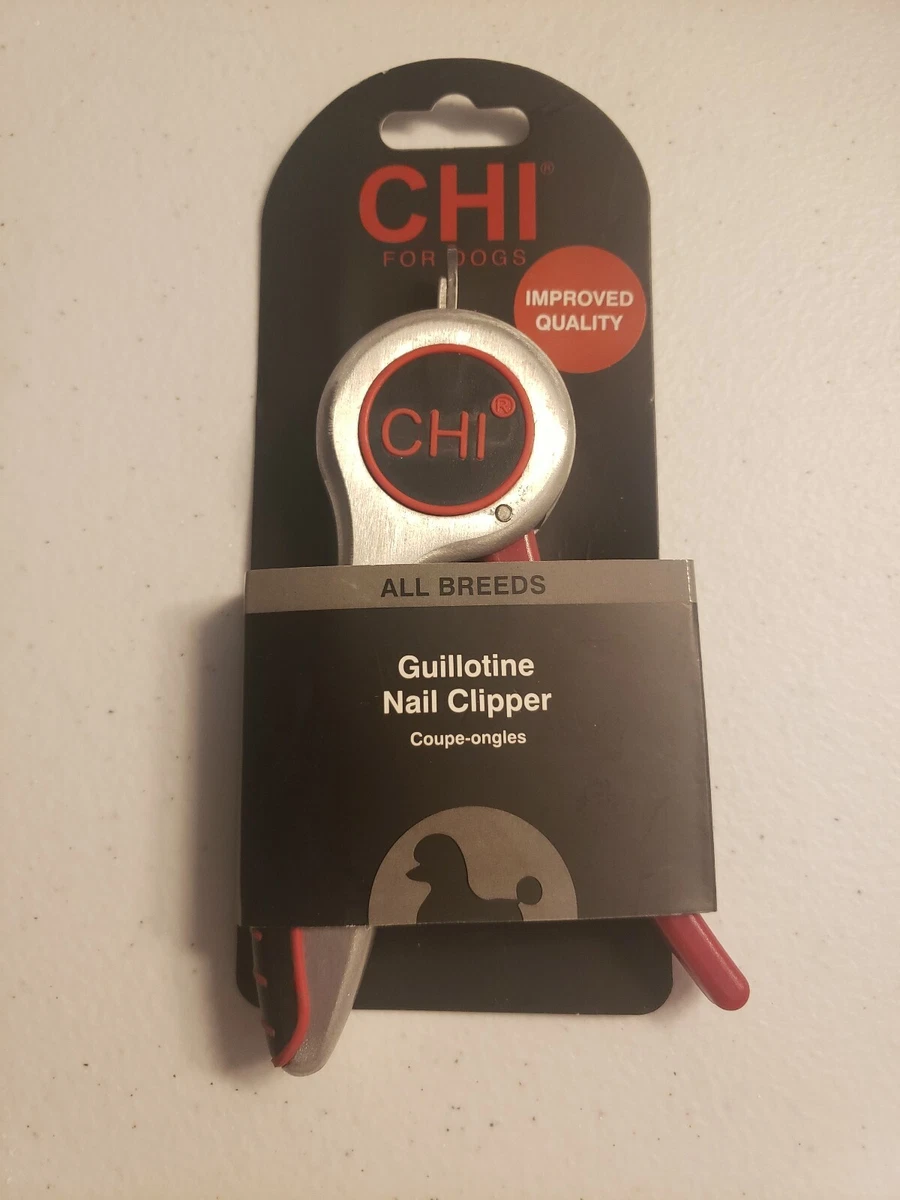 CHI®
FOR DOGS
IMPROVED
QUALITY
CHI®
ALL BREEDS
Guillotine
Nail Clipper
Coupe-ongles